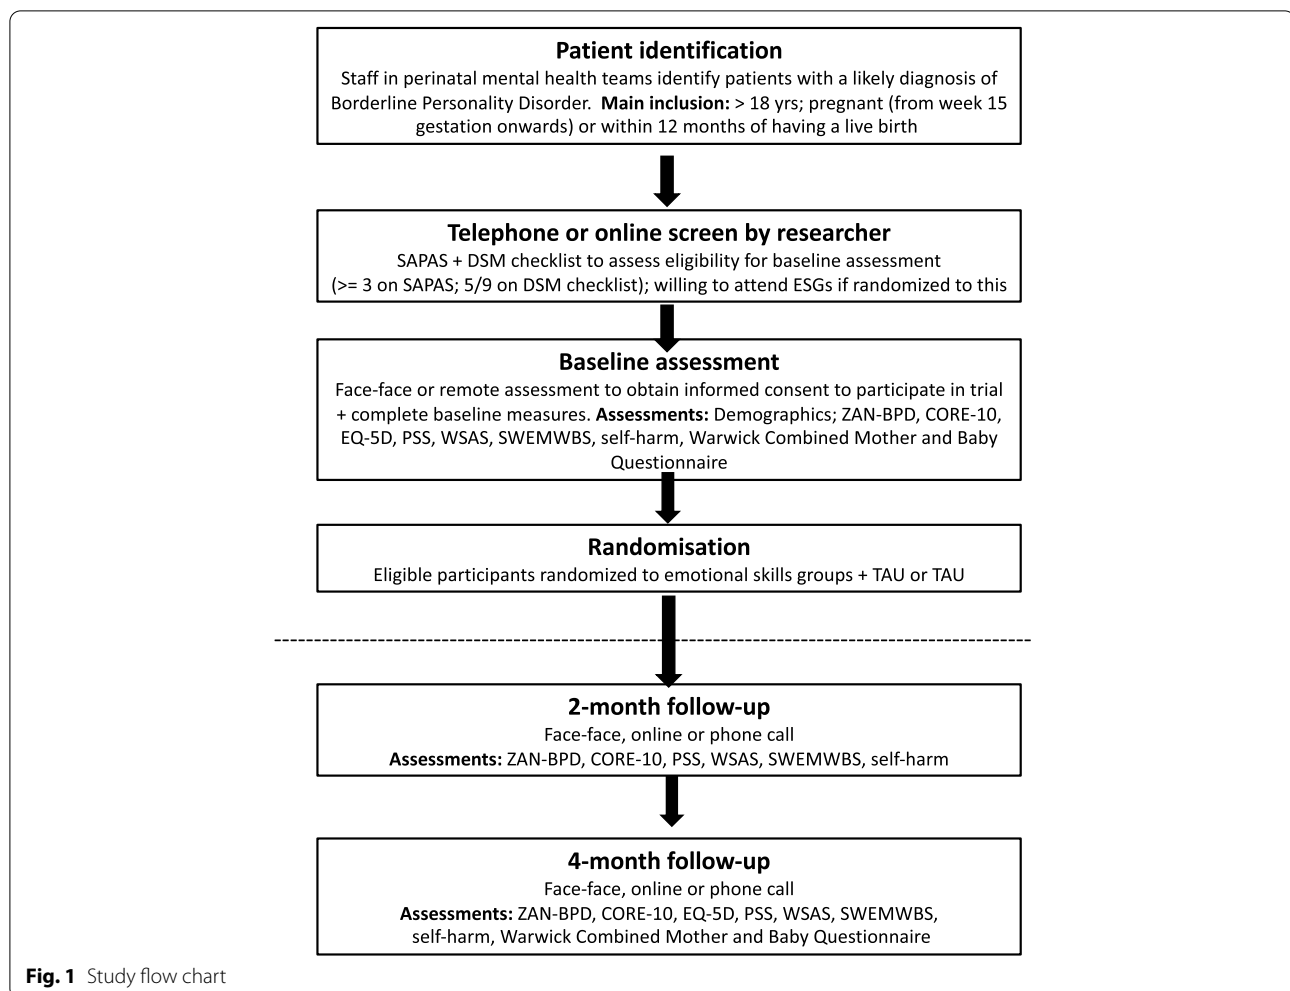 Patient identification
Staff in perinatal mental health teams identify patients with a likely diagnosis of
Borderline Personality Disorder. Main inclusion: > 18 yrs; pregnant (from week 15
gestation onwards) or within 12 months of having a live birth
Telephone or online screen by researcher
SAPAS + DSM checklist to assess eligibility for baseline assessment
(>= 3 on SAPAS; 5/9 on DSM checklist); willing to attend ESGs if randomized to this
Baseline assessment
Face-face or remote assessment to obtain informed consent to participate in trial
+ complete baseline measures. Assessments: Demographics; ZAN-BPD, CORE-10,
EQ-5D, PSS, WSAS, SWEMWBS, self-harm, Warwick Combined Mother and Baby
Questionnaire
Randomisation
Eligible participants randomized to emotional skills groups + TAU or TAU
2-month follow-up
Face-face, online or phone call
Assessments: ZAN-BPD, CORE-10, PSS, WSAS, SWEMWBS, self-harm
4-month follow-up
Face-face, online or phone call
Assessments: ZAN-BPD, CORE-10, EQ-5D, PSS, WSAS, SWEMWBS,
self-harm, Warwick Combined Mother and Baby Questionnaire
Fig. 1 Study flow chart